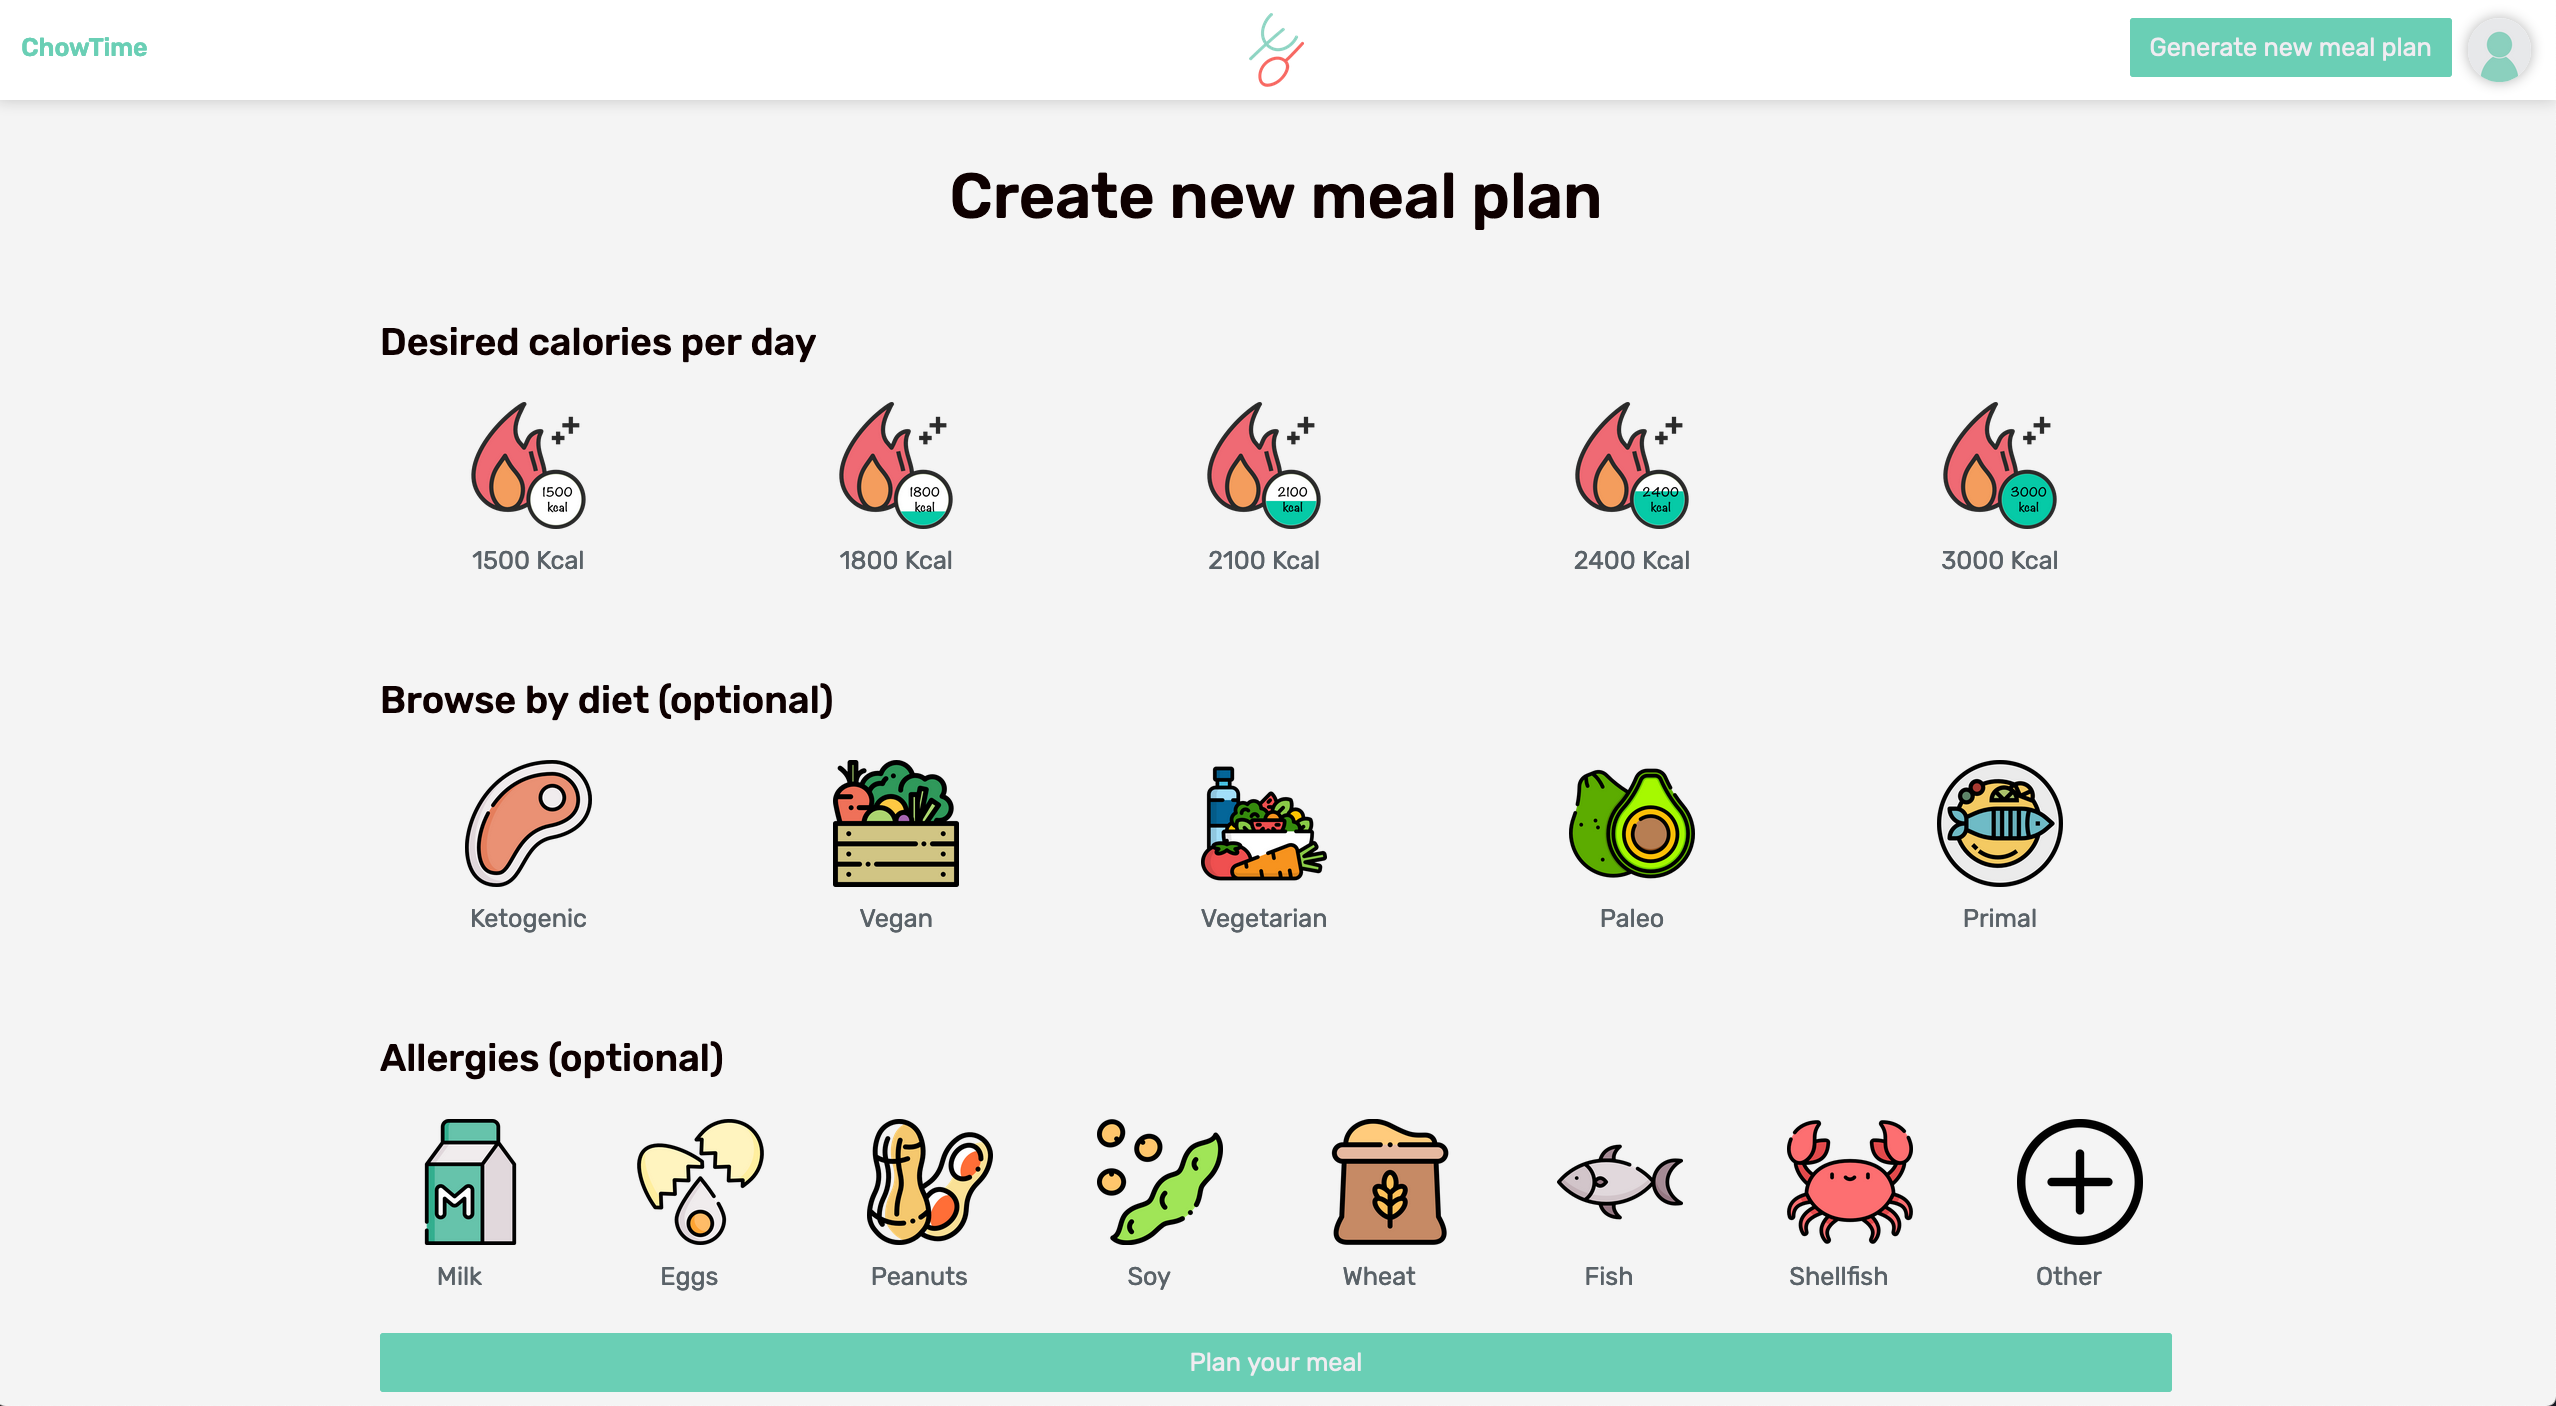 ChowTime
Generate new meal plan
Create new meal plan
Desired calories per day
1500
kcal
1800
kcal
2100
kcal
2400
kcal
3000
kcal
1500 Kcal
1800 Kcal
2100 Kcal
2400 Kcal
3000 Kcal
Browse by diet (optional)
Ketogenic
Vegan
Vegetarian
Paleo
Primal
Allergies (optional)
M
Milk
Eggs
Peanuts
Soy
Wheat
Fish
Shellfish
Other
Plan your meal